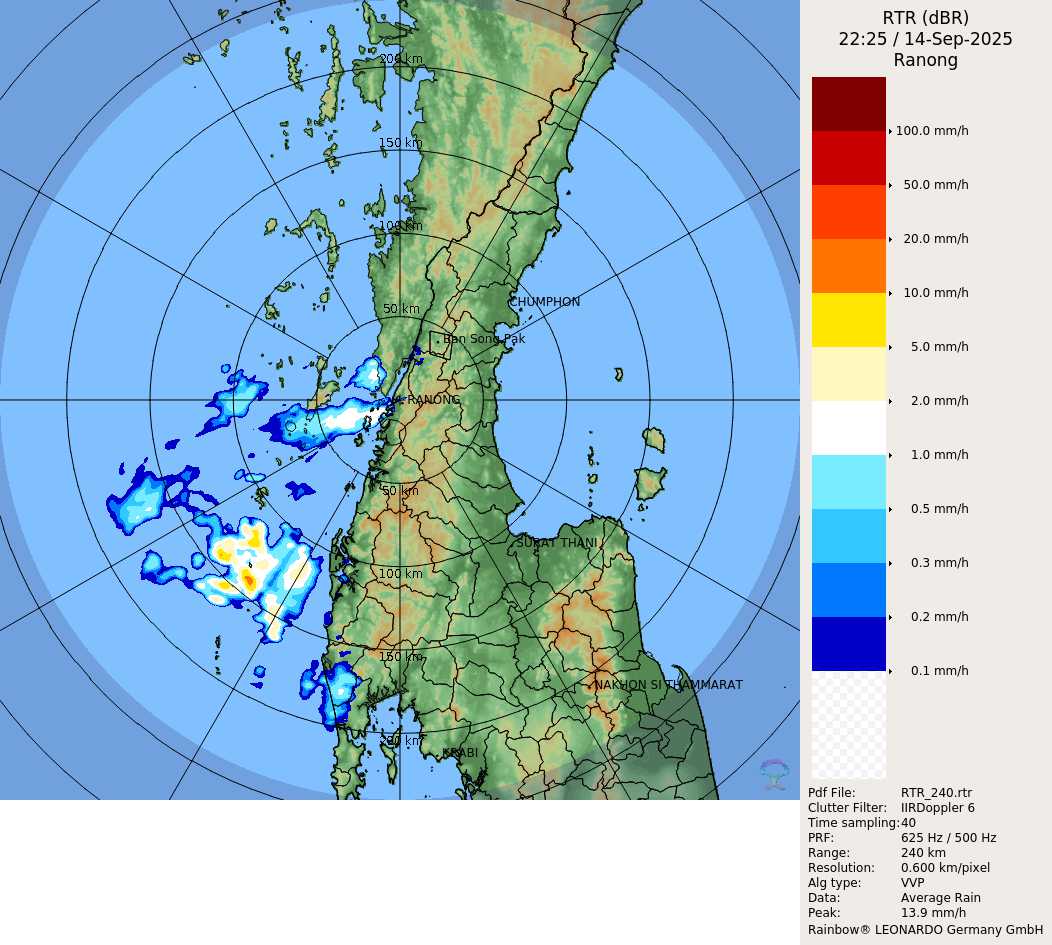 RTR (dBR)
22:25 / 14-Sep-2025
Ranong
200 km
150 km
100 km
50 km
CHUMPHON
Ban Song Pak
RANONG
50 km
SURAT THANI
100 km
150 km
NAKHON SI THAMMARAT
200 km
KRABI
100.0 mm/h
50.0 mm/h
20.0 mm/h
10.0 mm/h
5.0 mm/h
2.0 mm/h
1.0 mm/h
0.5 mm/h
0.3 mm/h
0.2 mm/h
0.1 mm/h
Pdf File: RTR_240.rtr
Clutter Filter: IIRDoppler 6
Time sampling:40
PRF: 625 Hz / 500 Hz
Range: 240 km
Resolution: 0.600 km/pixel
Alg type: VVP
Data: Average Rain
Peak: 13.9 mm/h
Rainbow® LEONARDO Germany GmbH